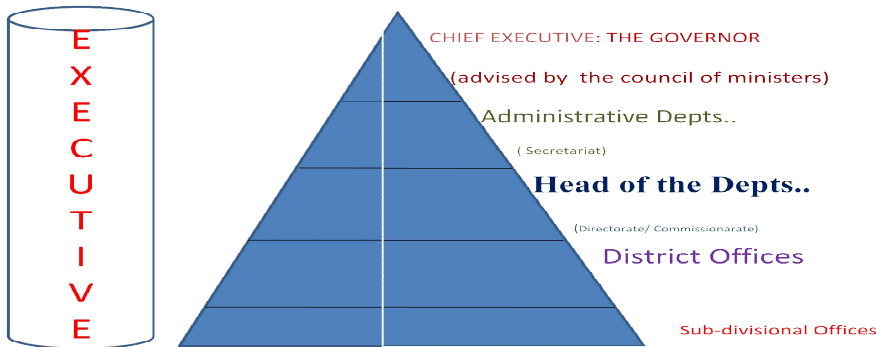 EXECUTIVE
CHIEF EXECUTIVE: THE GOVERNOR
(advised by the council of ministers)
Administrative Depts..
( Secretariat)
Head of the Depts..
(Directorate/ Commissionarate)
District Offices
Sub-divisional Offices